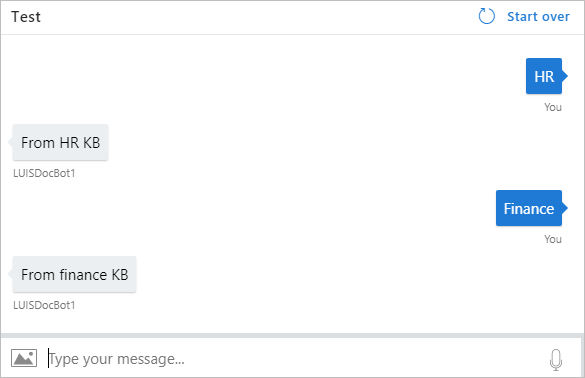 Test
Start over
HR
You
From HR KB
LUISDocBot1
Finance
You
From finance KB
LUISDocBot1
Type your message...